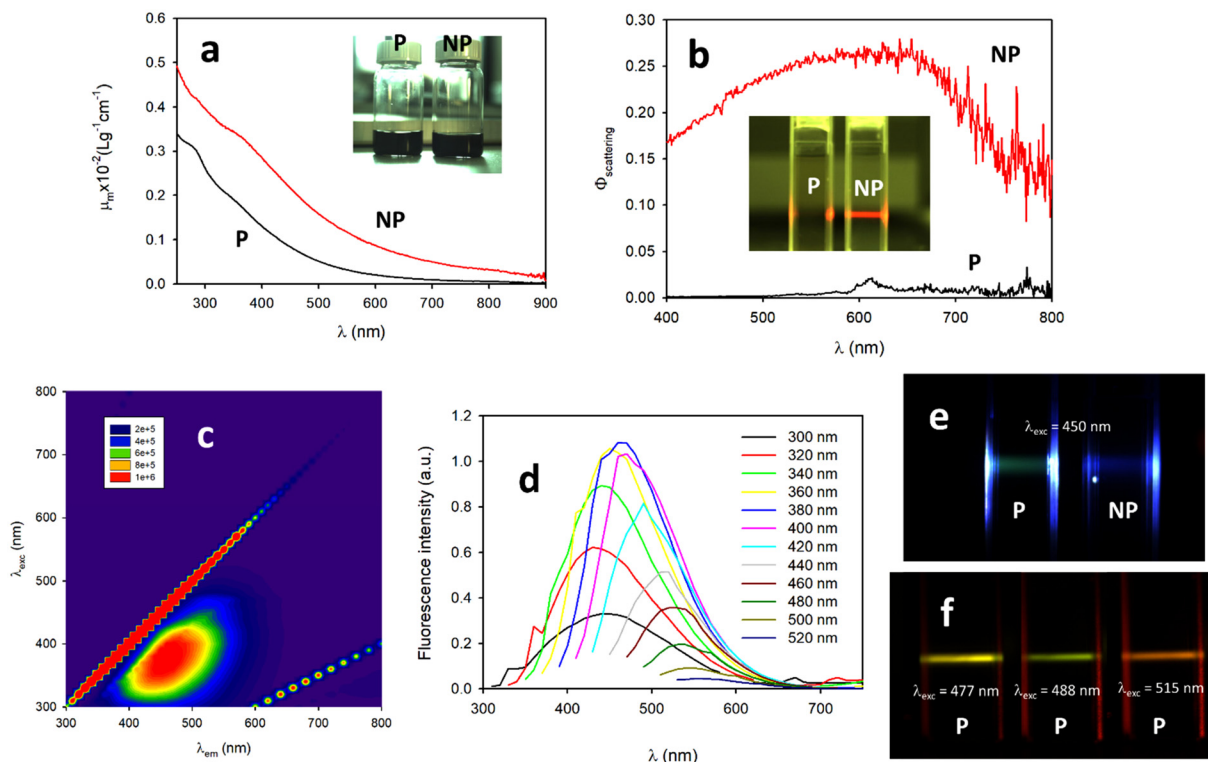 a
P NP
NP
P
0.6
0.5
0.4
0.3
0.2
0.1
0.0
300 400 500 600 700 800 900
λ (nm)
μm x10⁻² (Lg⁻¹cm⁻¹)
b
NP
P NP
P
0.30
0.25
0.20
0.15
0.10
0.05
0.00
400 500 600 700 800
λ (nm)
Φscattering
c
2e+5
4e+5
6e+5
8e+5
1e+6
800
700
600
500
400
300
300 400 500 600 700 800
λem (nm)
λexc (nm)
d
300 nm
320 nm
340 nm
360 nm
380 nm
400 nm
420 nm
440 nm
460 nm
480 nm
500 nm
520 nm
1.2
1.0
0.8
0.6
0.4
0.2
0.0
300 400 500 600 700
λ (nm)
Fluorescence intensity (a.u.)
e
λexc = 450 nm
P NP
f
λexc = 477 nm λexc = 488 nm λexc = 515 nm
P P P